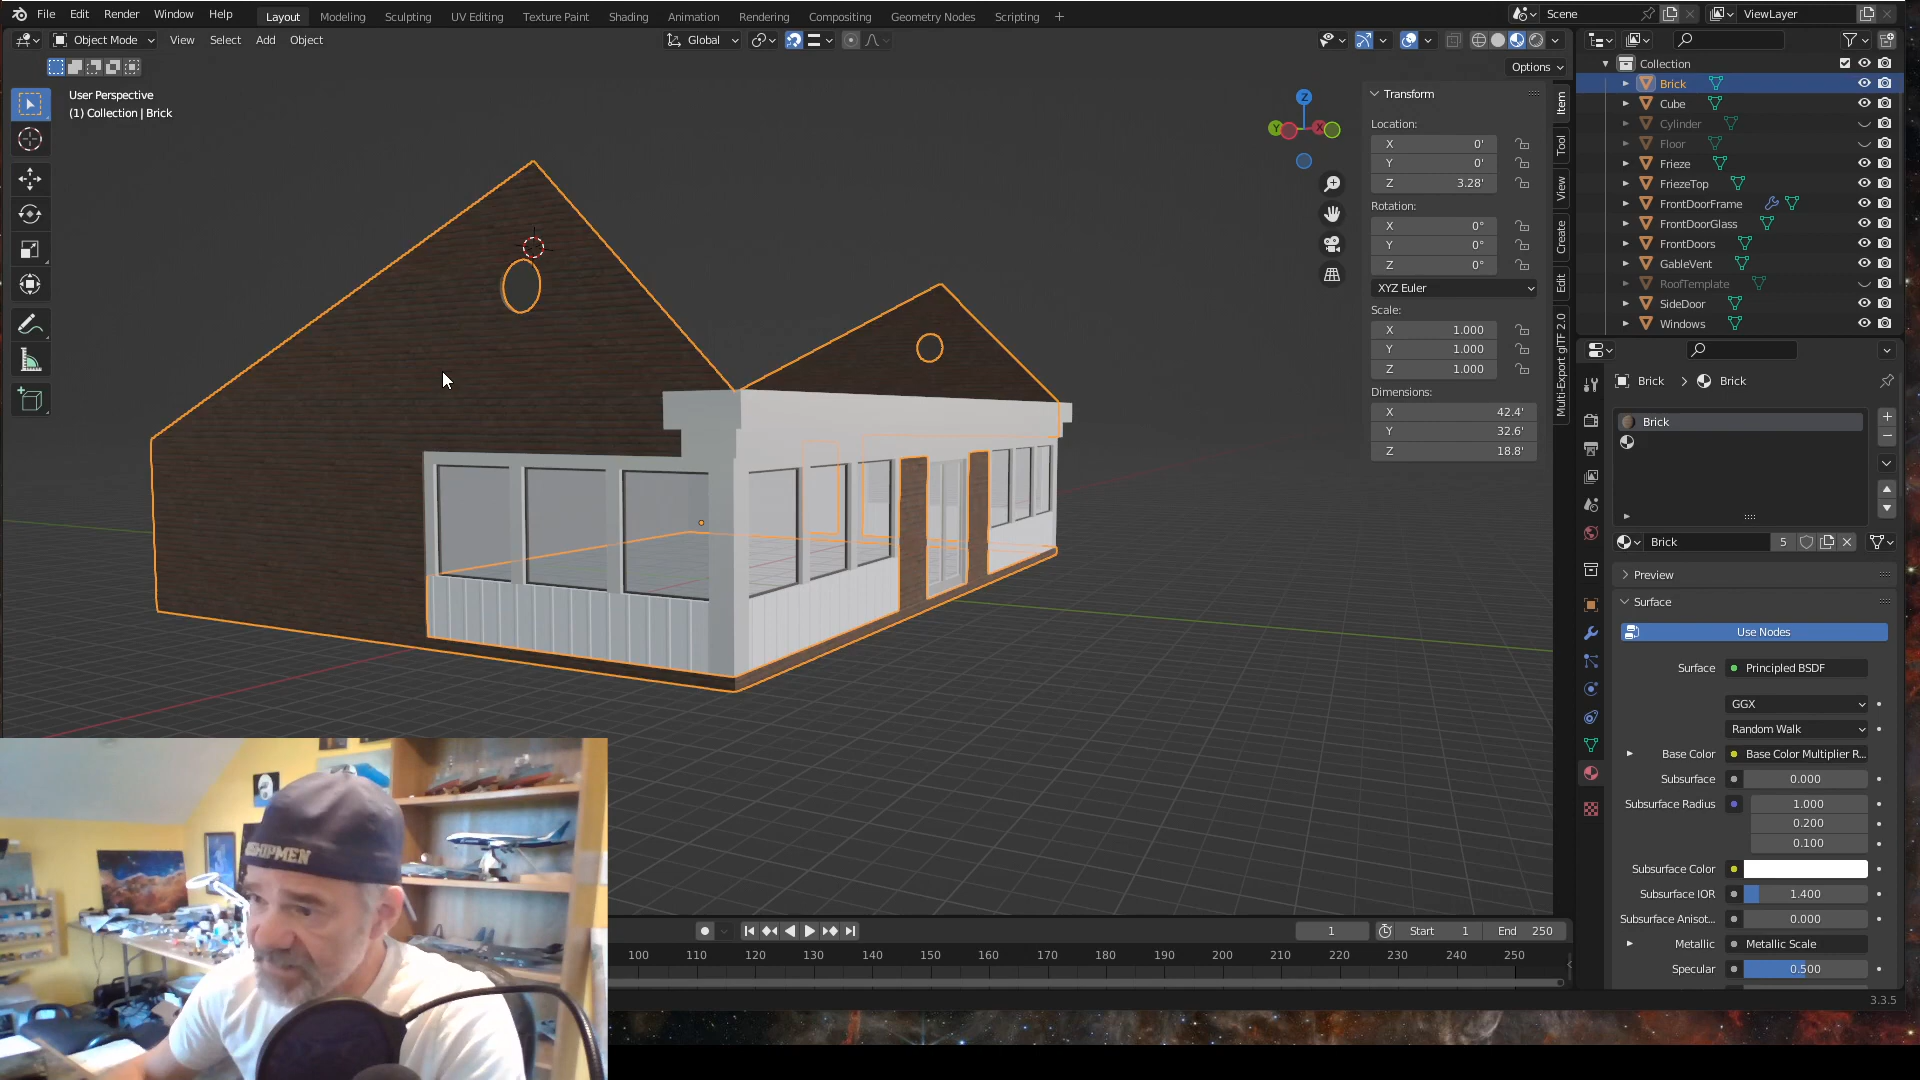 File Edit Render Window Help Layout Modeling Sculpting UV Editing Texture Paint Shading Animation Rendering Compositing Geometry Nodes Scripting + Scene ViewLayer
Object Mode View Select Add Object Global
Options
User Perspective
(1) Collection | Brick
Z
Y
X
Transform
Location:
X 0'
Y 0'
Z 3.28'
Rotation:
X 0°
Y 0°
Z 0°
XYZ Euler
Scale:
X 1.000
Y 1.000
Z 1.000
Dimensions:
X 42.4'
Y 32.6'
Z 18.8'
Item
Tool
View
Create
Edit
Multi-Export glTF 2.0
Collection
Brick
Cube
Cylinder
Floor
Frieze
FriezeTop
FrontDoorFrame
FrontDoorGlass
FrontDoors
GableVent
RoofTemplate
SideDoor
Windows
Brick > Brick
Brick
Brick 5
Preview
Surface
Use Nodes
Surface Principled BSDF
GGX
Random Walk
Base Color Base Color Multiplier R...
Subsurface 0.000
Subsurface Radius 1.000
0.200
0.100
Subsurface Color
Subsurface IOR 1.400
Subsurface Anisot... 0.000
Metallic Metallic Scale
Specular 0.500
1 Start 1 End 250
100 110 120 130 140 150 160 170 180 190 200 210 220 230 240 250
3.3.5